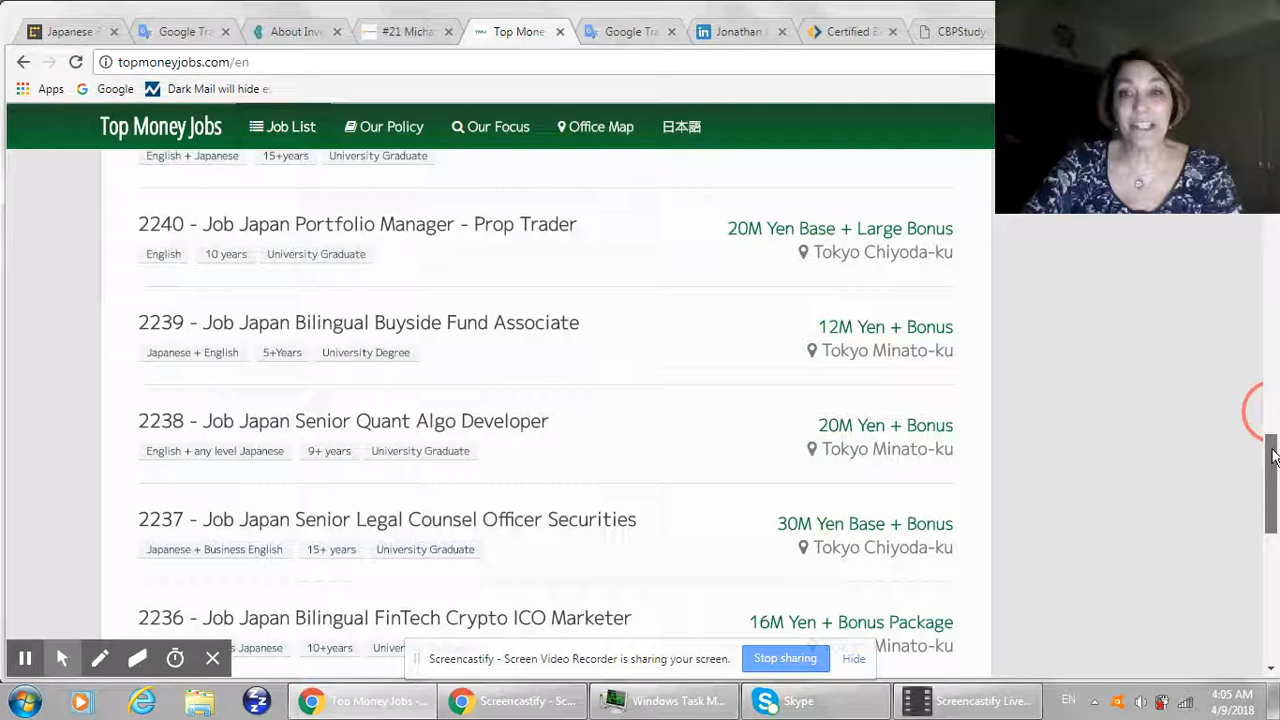 Japanese
Google Tra
About Inv
#21 Micha
Top Mone
Google Tra
Jonathan
Certified B
CBPStudy
topmoneyjobs.com/en
Apps
Google
Dark Mail will hide
Top Money Jobs
Job List
Our Policy
Our Focus
Office Map
日本語
English + Japanese
15+years
University Graduate
2240 - Job Japan Portfolio Manager - Prop Trader
20M Yen Base + Large Bonus
English
10 years
University Graduate
Tokyo Chiyoda-ku
2239 - Job Japan Bilingual Buyside Fund Associate
12M Yen + Bonus
Japanese + English
5+Years
University Degree
Tokyo Minato-ku
2238 - Job Japan Senior Quant Algo Developer
20M Yen + Bonus
English + any level Japanese
9+ years
University Graduate
Tokyo Minato-ku
2237 - Job Japan Senior Legal Counsel Officer Securities
30M Yen Base + Bonus
Japanese + Business English
15+ years
University Graduate
Tokyo Chiyoda-ku
2236 - Job Japan Bilingual FinTech Crypto ICO Marketer
16M Yen + Bonus Package
s Japanese
10+years
Unive
Minato-ku
Screencastify - Screen Video Recorder is sharing your screen.
Stop sharing
Hide
Top Money Jobs -
Screencastify - Sc
Windows Task M...
Skype
Screencastify Live...
EN
4:05 AM
4/9/2018